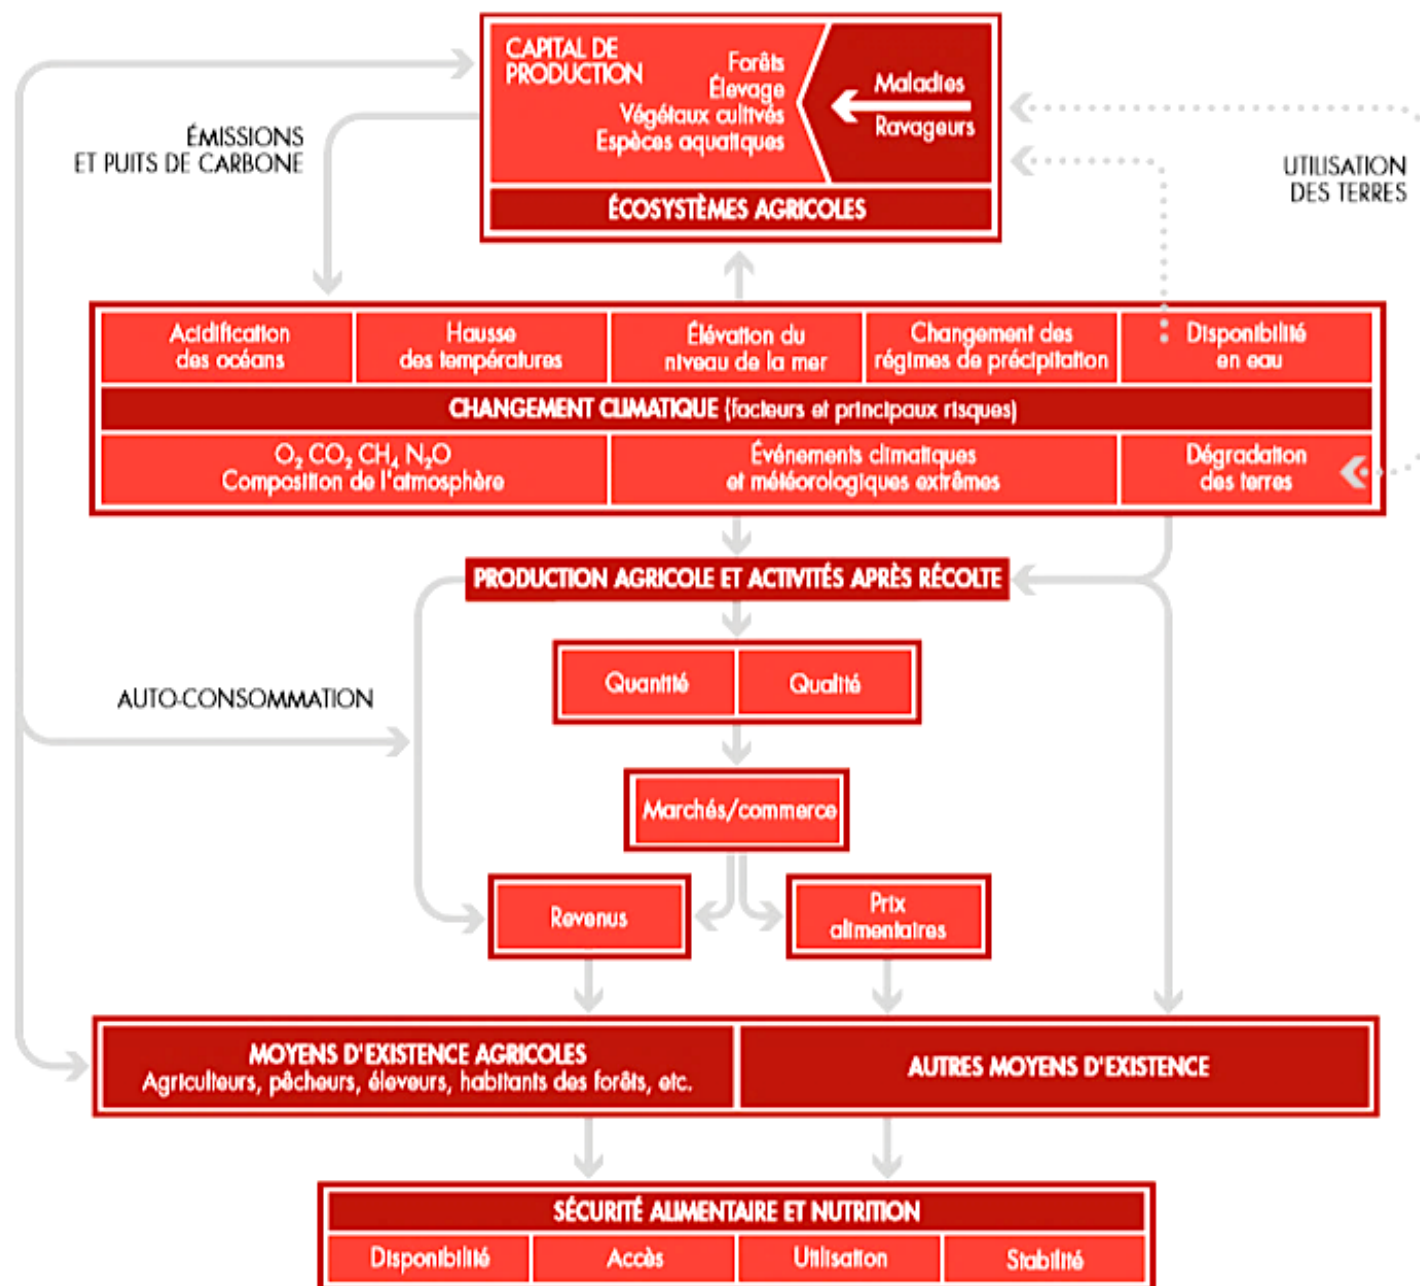 CAPITAL DE
PRODUCTION
Forêts
Élevage
Végétaux cultivés
Espèces aquatiques
Maladies
Ravageurs
ÉCOSYSTÈMES AGRICOLES
ÉMISSIONS
ET PUITS DE CARBONE
UTILISATION
DES TERRES
Acidification
des océans
Hausse
des températures
Élévation du
niveau de la mer
Changement des
régimes de précipitation
Disponibilité
en eau
CHANGEMENT CLIMATIQUE (facteurs et principaux risques)
O₂ CO₂ CH₄ N₂O
Composition de l'atmosphère
Événements climatiques
et météorologiques extrêmes
Dégradation
des terres
PRODUCTION AGRICOLE ET ACTIVITÉS APRÈS RÉCOLTE
Quantité
Qualité
AUTO-CONSOMMATION
Marchés/commerce
Revenus
Prix
alimentaires
MOYENS D'EXISTENCE AGRICOLES
Agriculteurs, pêcheurs, éleveurs, habitants des forêts, etc.
AUTRES MOYENS D'EXISTENCE
SÉCURITÉ ALIMENTAIRE ET NUTRITION
Disponibilité
Accès
Utilisation
Stabilité